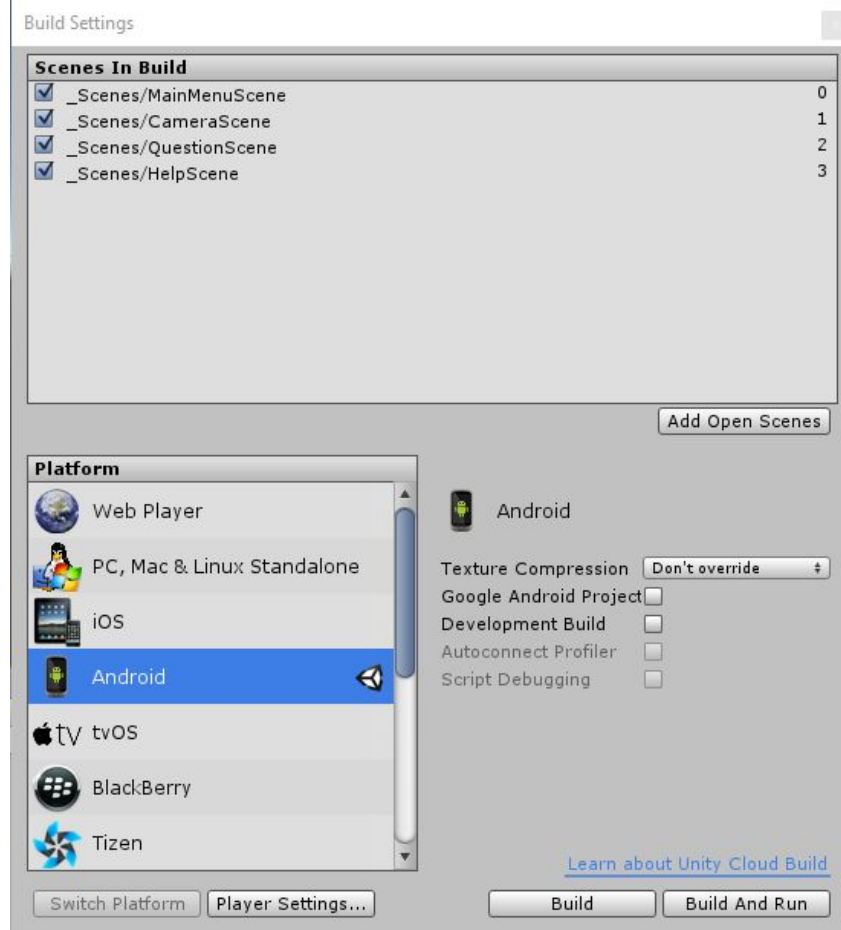 Build Settings
Scenes In Build
_Scenes/MainMenuScene 0
_Scenes/CameraScene 1
_Scenes/QuestionScene 2
_Scenes/HelpScene 3
Add Open Scenes
Platform
Web Player
PC, Mac & Linux Standalone
iOS
Android
tv tvOS
BlackBerry
Tizen
Android
Texture Compression Don't override
Google Android Project
Development Build
Autoconnect Profiler
Script Debugging
Learn about Unity Cloud Build
Switch Platform Player Settings... Build Build And Run